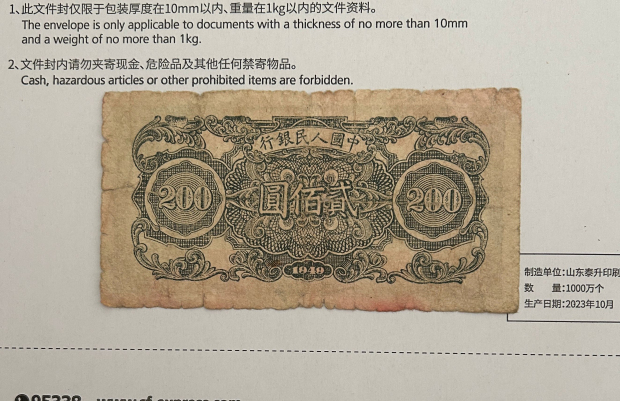 1、此文件封仅限于包装厚度在10mm以内、重量在1kg以内的文件资料。
The envelope is only applicable to documents with a thickness of no more than 10mm
and a weight of no more than 1kg.
2、文件封内请勿夹寄现金、危险品及其他任何禁寄物品。
Cash, hazardous articles or other prohibited items are forbidden.
行銀民人國中
200 圓佰貳 200
1949
制造单位:山东泰升印刷
数 量:1000万个
生产日期:2023年10月
95338 www.sf-express.com